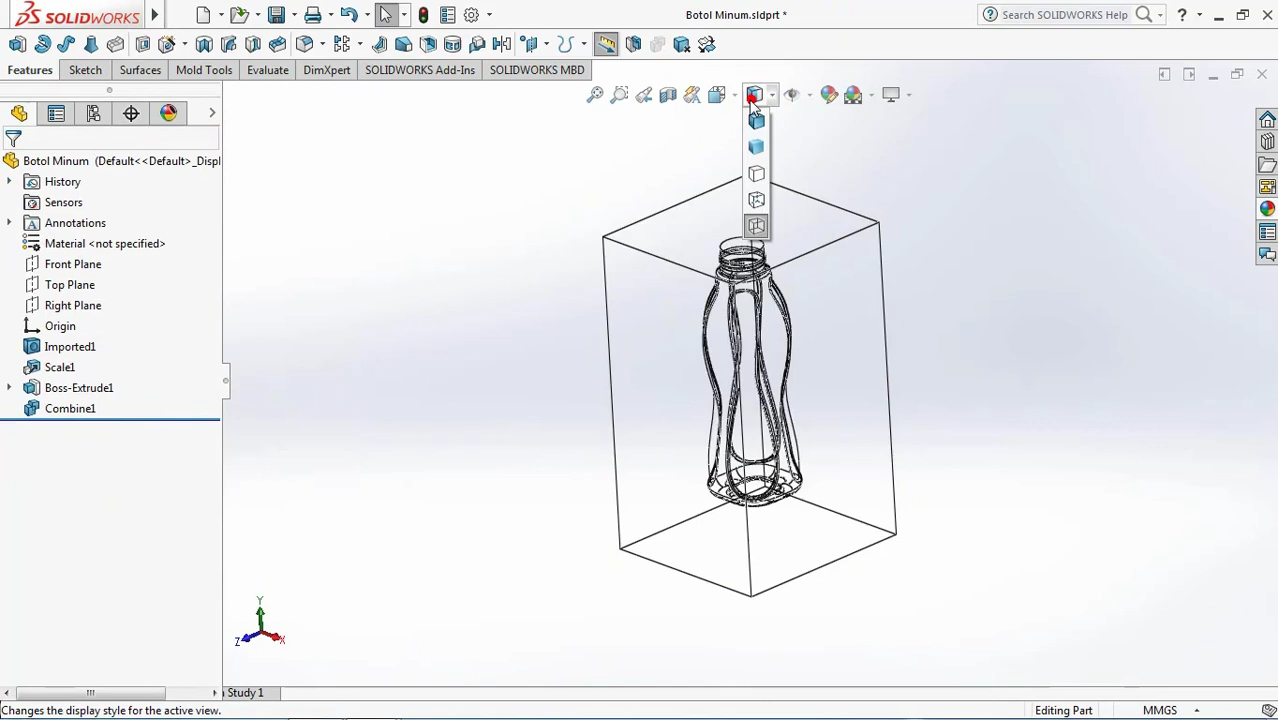 SOLIDWORKS
Botol Minum.sldprt *
Search SOLIDWORKS Help
?
Features
Sketch
Surfaces
Mold Tools
Evaluate
DimXpert
SOLIDWORKS Add-Ins
SOLIDWORKS MBD
Botol Minum (Default<<Default>_Displ
History
Sensors
Annotations
Material <not specified>
Front Plane
Top Plane
Right Plane
Origin
Imported1
Scale1
Boss-Extrude1
Combine1
Y
Z
X
Study 1
Changes the display style for the active view.
Editing Part
MMGS